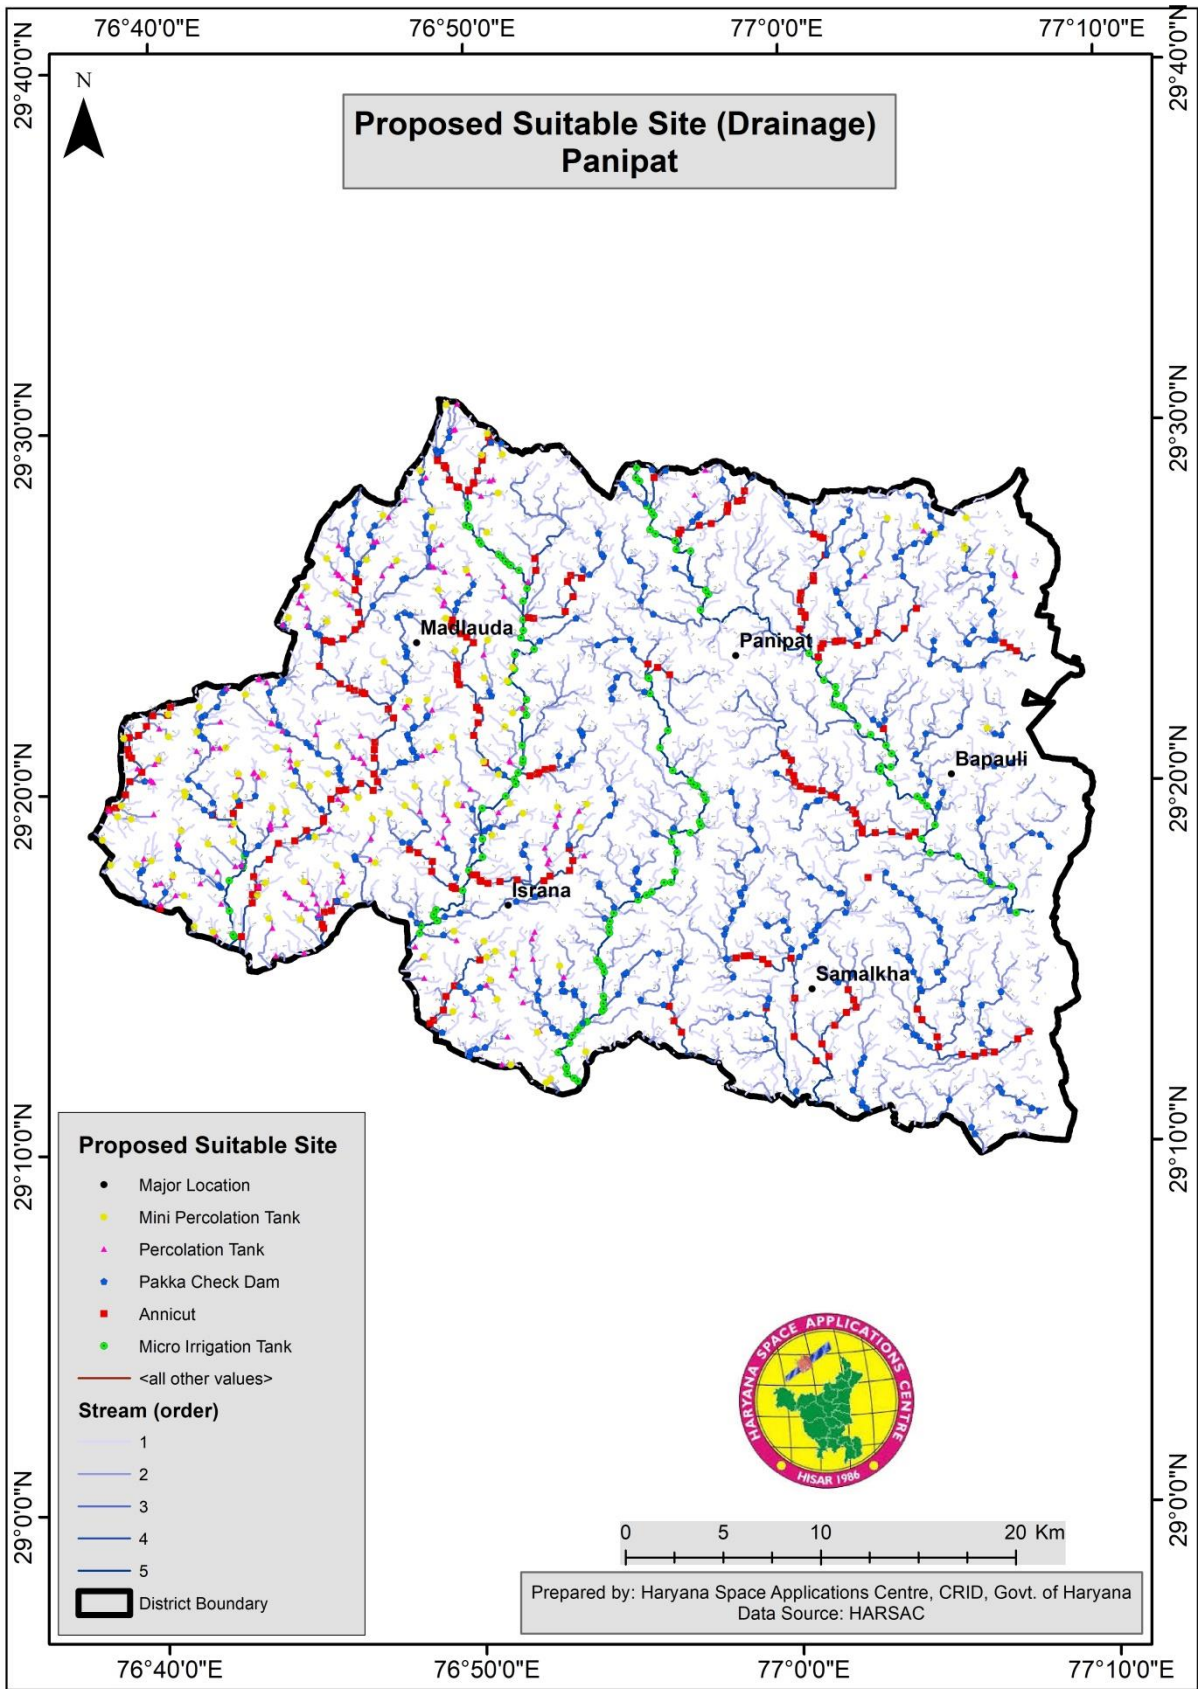 76°40'0"E 76°50'0"E 77°0'0"E 77°10'0"E
29°40'0"N
29°40'0"N
N
Proposed Suitable Site (Drainage)
Panipat
29°30'0"N
29°30'0"N
Madlauda
Panipat
Bapauli
29°20'0"N
29°20'0"N
Israna
Samalkha
29°10'0"N
29°10'0"N
Proposed Suitable Site
Major Location
Mini Percolation Tank
Percolation Tank
Pakka Check Dam
Annicut
Micro Irrigation Tank
<all other values>
Stream (order)
1
2
3
4
5
District Boundary
HARYANA SPACE APPLICATIONS CENTRE
HISAR 1986
29°0'0"N
29°0'0"N
0 5 10 20 Km
Prepared by: Haryana Space Applications Centre, CRID, Govt. of Haryana
Data Source: HARSAC
76°40'0"E 76°50'0"E 77°0'0"E 77°10'0"E